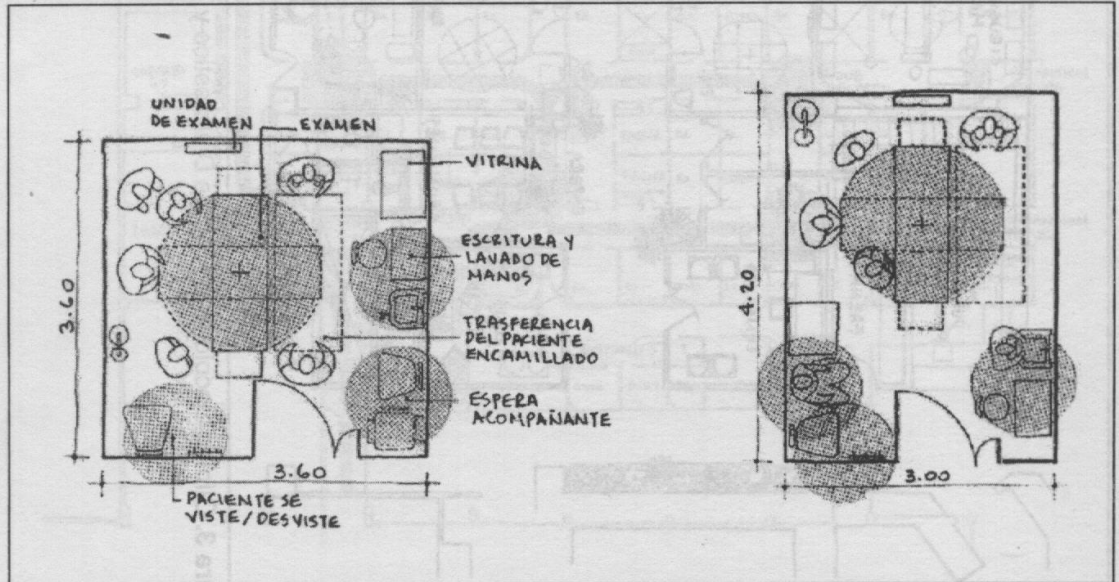 UNIDAD
DE EXAMEN
EXAMEN
VITRINA
ESCRITURA Y
LAVADO DE
MANOS
TRASFERENCIA
DEL PACIENTE
ENCAMILLADO
ESPERA
ACOMPAÑANTE
PACIENTE SE
VISTE/DESVISTE
3.60
3.60
4.20
3.00